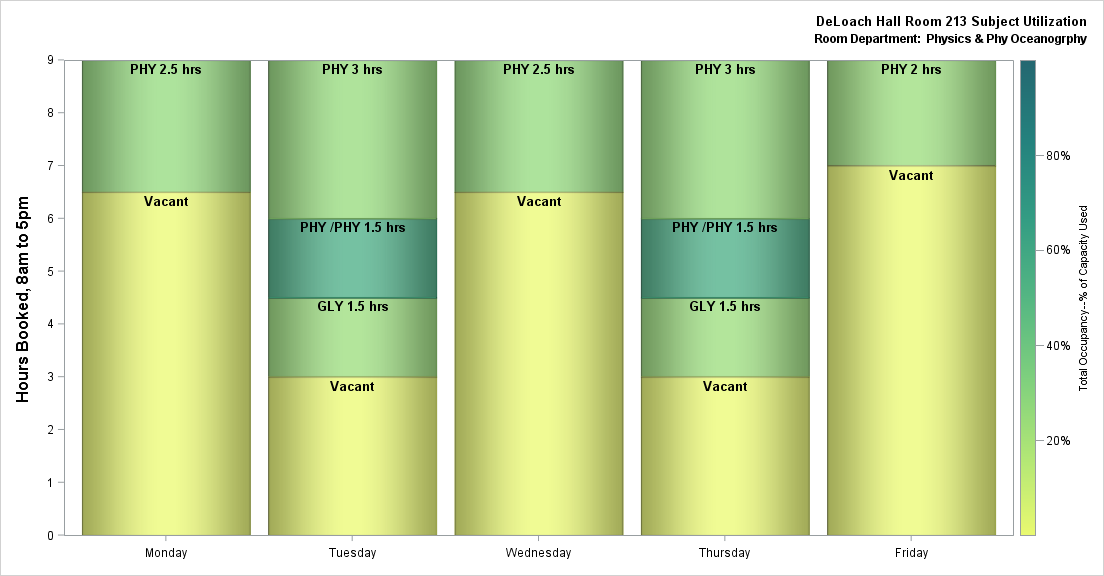 DeLoach Hall Room 213 Subject Utilization
Room Department: Physics & Phy Oceanogrphy
Hours Booked, 8am to 5pm
9
8
7
6
5
4
3
2
1
0
PHY 2.5 hrs
Vacant
PHY 3 hrs
PHY /PHY 1.5 hrs
GLY 1.5 hrs
Vacant
PHY 2.5 hrs
Vacant
PHY 3 hrs
PHY /PHY 1.5 hrs
GLY 1.5 hrs
Vacant
PHY 2 hrs
Vacant
Monday
Tuesday
Wednesday
Thursday
Friday
80%
60%
40%
20%
Total Occupancy--% of Capacity Used